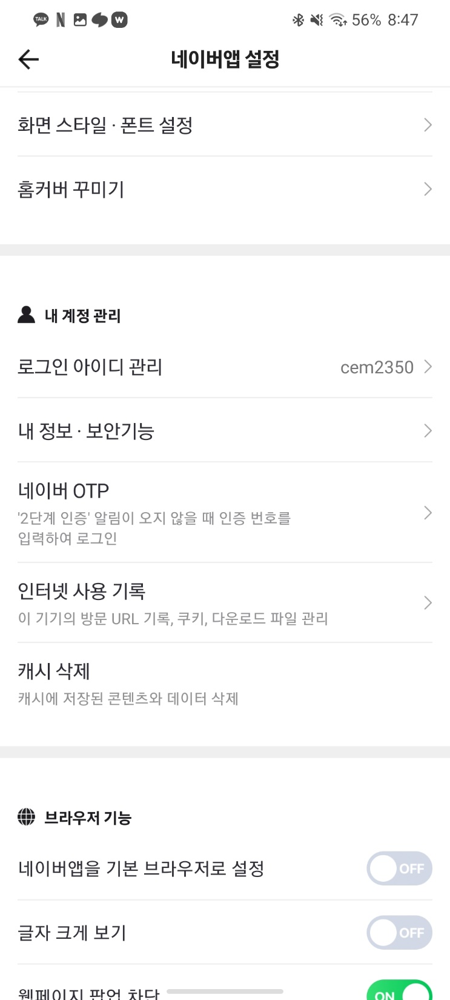 TALK N W 56% 8:47
네이버앱 설정
화면 스타일 · 폰트 설정
홈커버 꾸미기
내 계정 관리
로그인 아이디 관리 cem2350
내 정보 · 보안기능
네이버 OTP
'2단계 인증' 알림이 오지 않을 때 인증 번호를
입력하여 로그인
인터넷 사용 기록
이 기기의 방문 URL 기록, 쿠키, 다운로드 파일 관리
캐시 삭제
캐시에 저장된 콘텐츠와 데이터 삭제
브라우저 기능
네이버앱을 기본 브라우저로 설정 OFF
글자 크게 보기 OFF
웹페이지 팝업 차단 ON